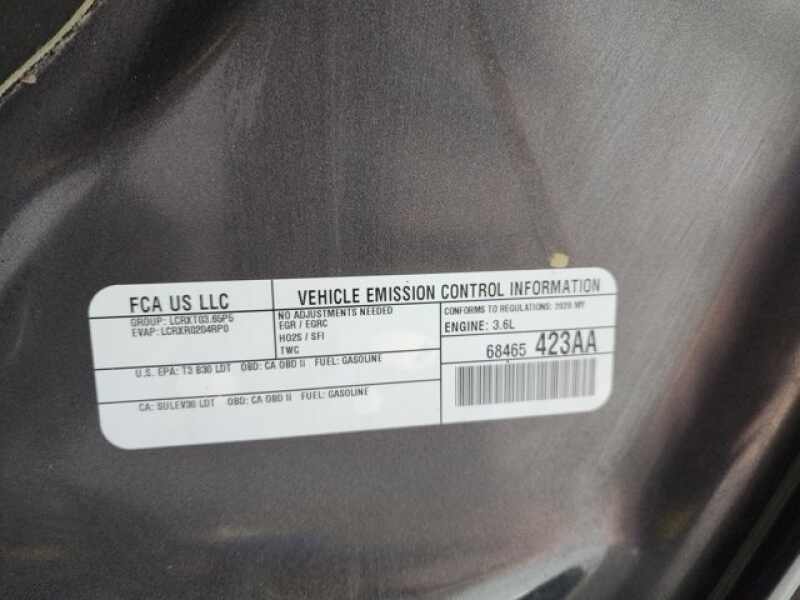 FCA US LLC
GROUP: LCRXT03.65P5
EVAP: LCRXR0204RP0
VEHICLE EMISSION CONTROL INFORMATION
NO ADJUSTMENTS NEEDED
EGR / EGRC
HO2S / SFI
TWC
CONFORMS TO REGULATIONS: 2020 MY
ENGINE: 3.6L
68465 423AA
U.S. EPA: T3 B30 LDT OBD: CA OBD II FUEL: GASOLINE
CA: SULEV30 LDT OBD: CA OBD II FUEL: GASOLINE